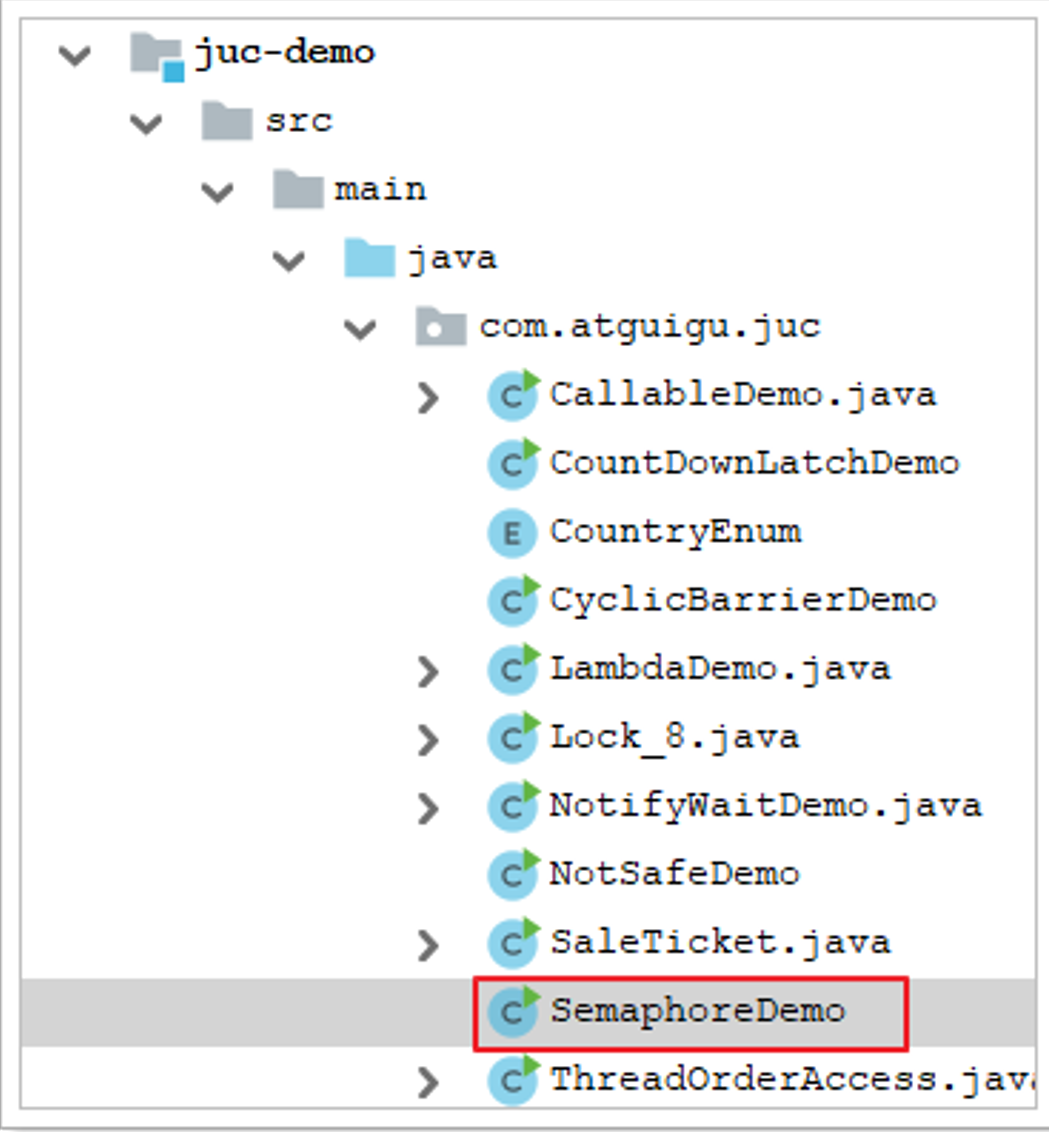 juc-demo
src
main
java
com.atguigu.juc
C CallableDemo.java
C CountDownLatchDemo
E CountryEnum
C CyclicBarrierDemo
C LambdaDemo.java
C Lock_8.java
C NotifyWaitDemo.java
C NotSafeDemo
C SaleTicket.java
C SemaphoreDemo
C ThreadOrderAccess.java